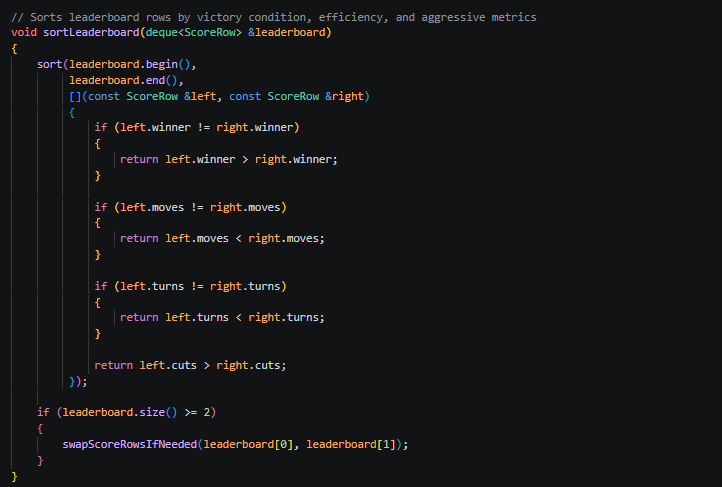 // Sorts leaderboard rows by victory condition, efficiency, and aggressive metrics
void sortLeaderboard(deque<ScoreRow> &leaderboard)
{
    sort(leaderboard.begin(),
         leaderboard.end(),
         [](const ScoreRow &left, const ScoreRow &right)
         {
             if (left.winner != right.winner)
             {
                 return left.winner > right.winner;
             }

             if (left.moves != right.moves)
             {
                 return left.moves < right.moves;
             }

             if (left.turns != right.turns)
             {
                 return left.turns < right.turns;
             }

             return left.cuts > right.cuts;
         });

    if (leaderboard.size() >= 2)
    {
        swapScoreRowsIfNeeded(leaderboard[0], leaderboard[1]);
    }
}